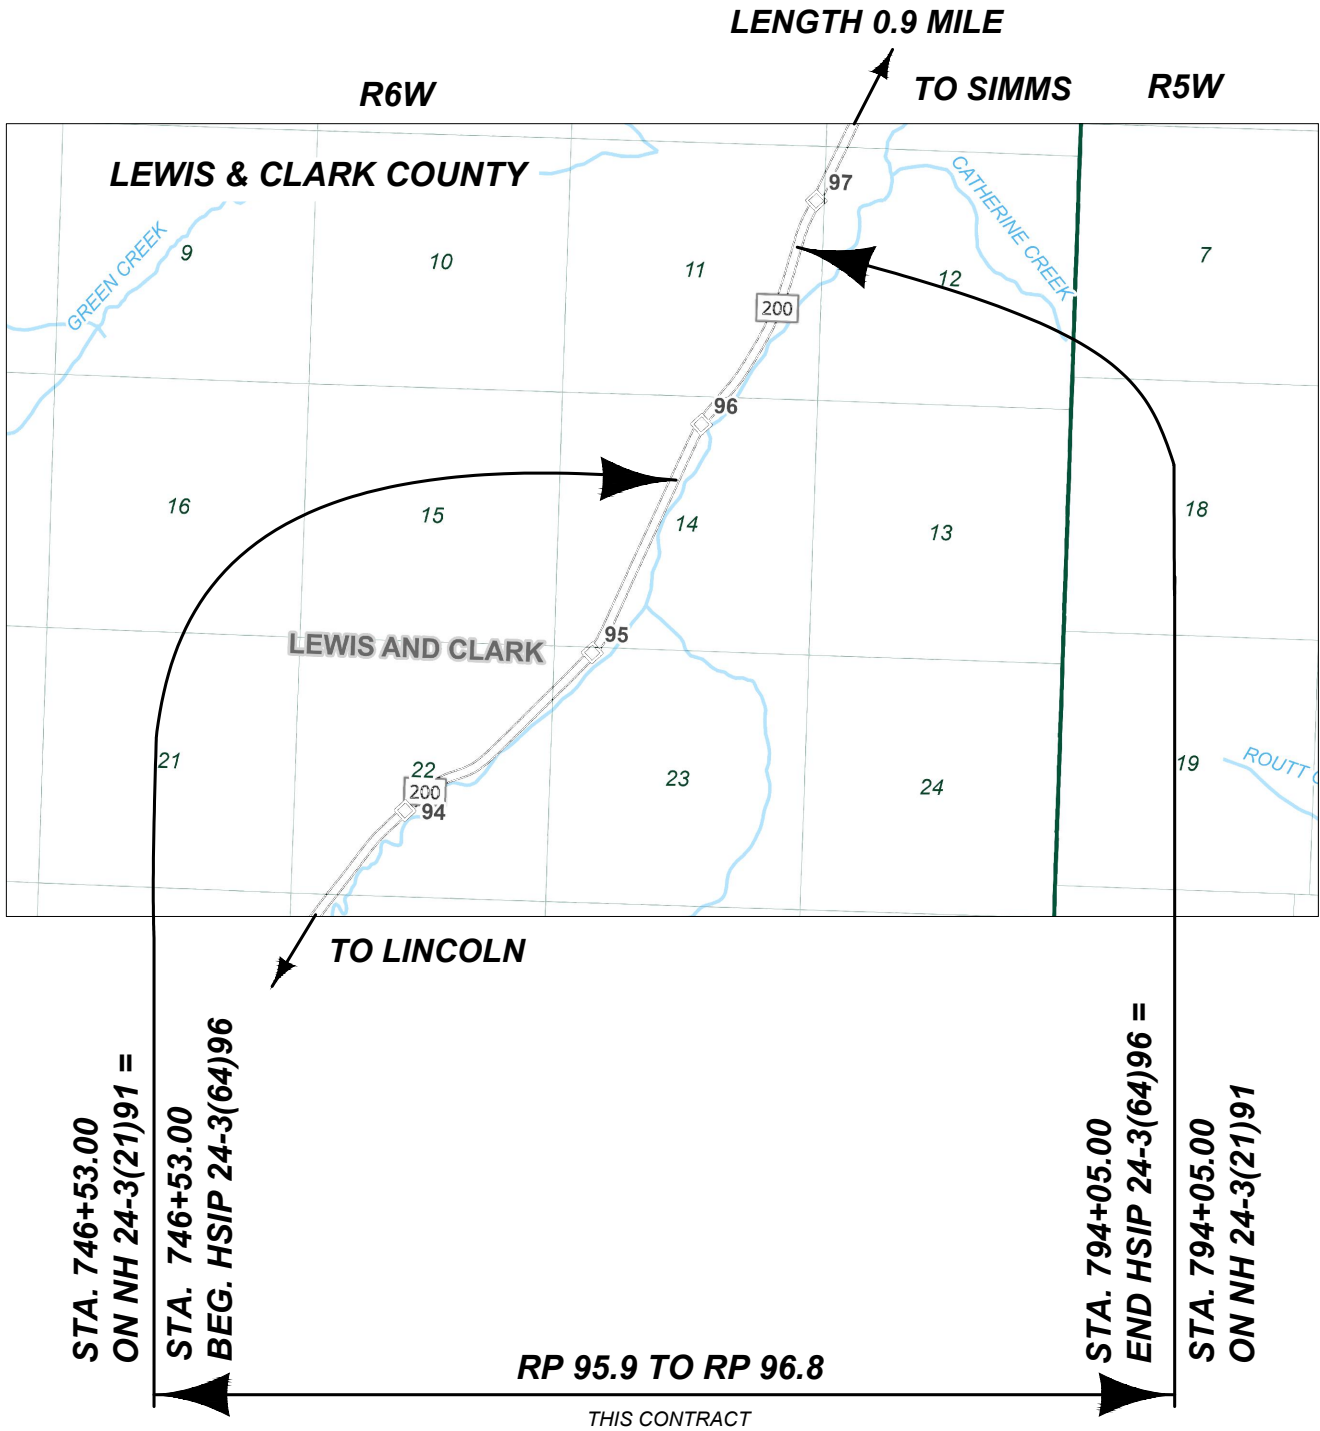 LENGTH 0.9 MILE
R6W
TO SIMMS
R5W
LEWIS & CLARK COUNTY
97
CATHERINE CREEK
GREEN CREEK
9
10
11
12
7
200
96
16
15
14
13
18
95
LEWIS AND CLARK
21
22
23
24
19
ROUTT
200
94
TO LINCOLN
STA. 746+53.00
ON NH 24-3(21)91 =
STA. 746+53.00
BEG. HSIP 24-3(64)96
STA. 794+05.00
END HSIP 24-3(64)96 =
STA. 794+05.00
ON NH 24-3(21)91
RP 95.9 TO RP 96.8
THIS CONTRACT